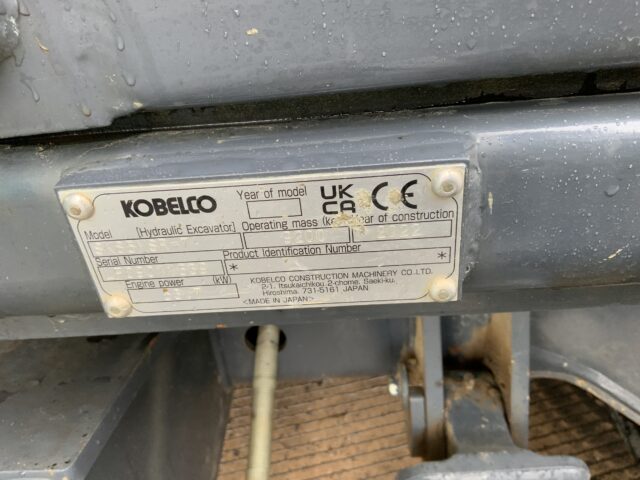 KOBELCO
Year of model
UK CA CE
Model [Hydraulic Excavator] Operating mass (kg) Year of construction
Serial Number Product Identification Number
* *
Engine power (kW)
KOBELCO CONSTRUCTION MACHINERY CO.,LTD.
2-1, Itsukaichikou 2-chome, Saeki-ku,
Hiroshima 731-5161 JAPAN
<MADE IN JAPAN>